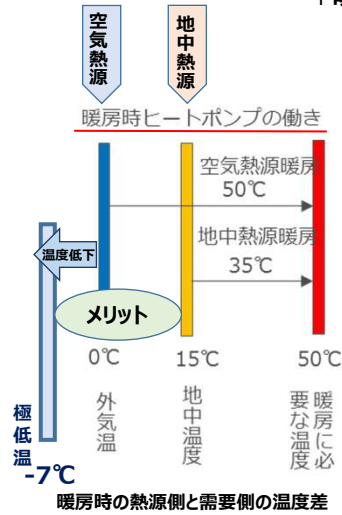 空気熱源
地中熱源
暖房時ヒートポンプの働き
空気熱源暖房
50℃
地中熱源暖房
35℃
温度低下
メリット
0℃
15℃
50℃
外気温
地中温度
暖房に必
要な温度
極低温
-7℃
暖房時の熱源側と需要側の温度差